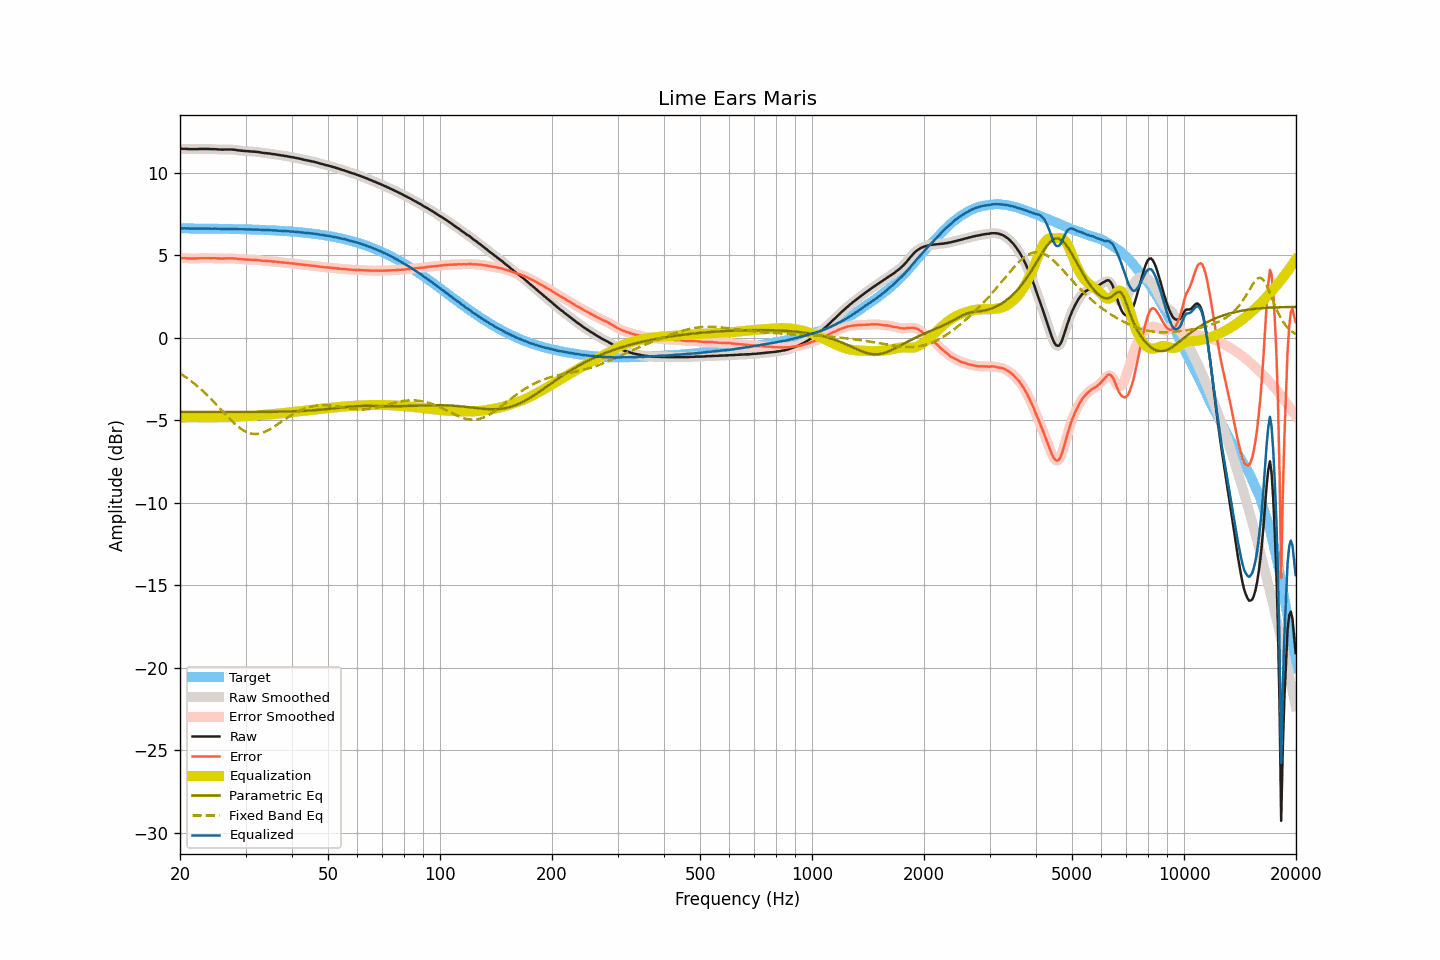 Lime Ears Maris
Amplitude (dBr)
10
5
0
−5
−10
−15
−20
−25
−30
Target
Raw Smoothed
Error Smoothed
Raw
Error
Equalization
Parametric Eq
Fixed Band Eq
Equalized
20 50 100 200 500 1000 2000 5000 10000 20000
Frequency (Hz)